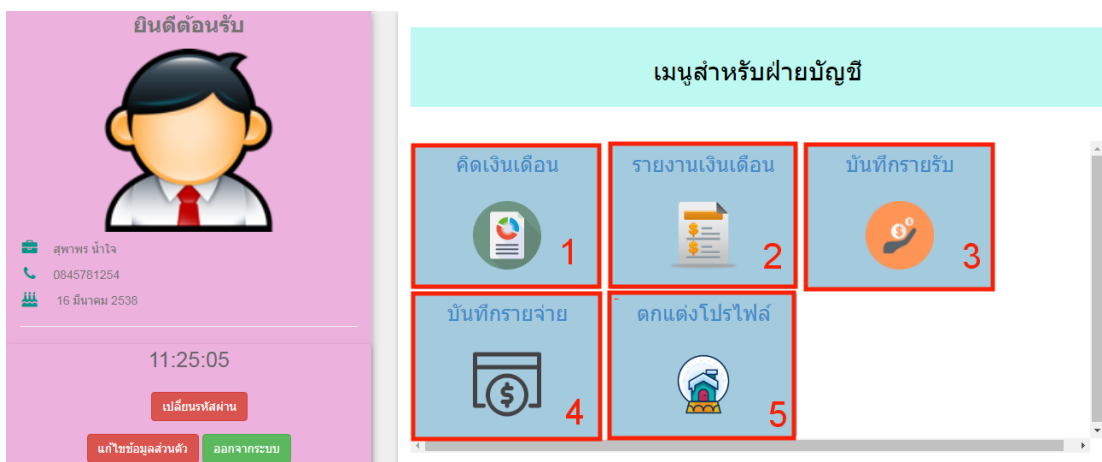 ยินดีต้อนรับ
สุพาพร น้ำใจ
0845781254
16 มีนาคม 2538
11:25:05
เปลี่ยนรหัสผ่าน
แก้ไขข้อมูลส่วนตัว ออกจากระบบ
เมนูสำหรับฝ่ายบัญชี
คิดเงินเดือน รายงานเงินเดือน บันทึกรายรับ
1 2 3
บันทึกรายจ่าย ตกแต่งโปรไฟล์
4 5